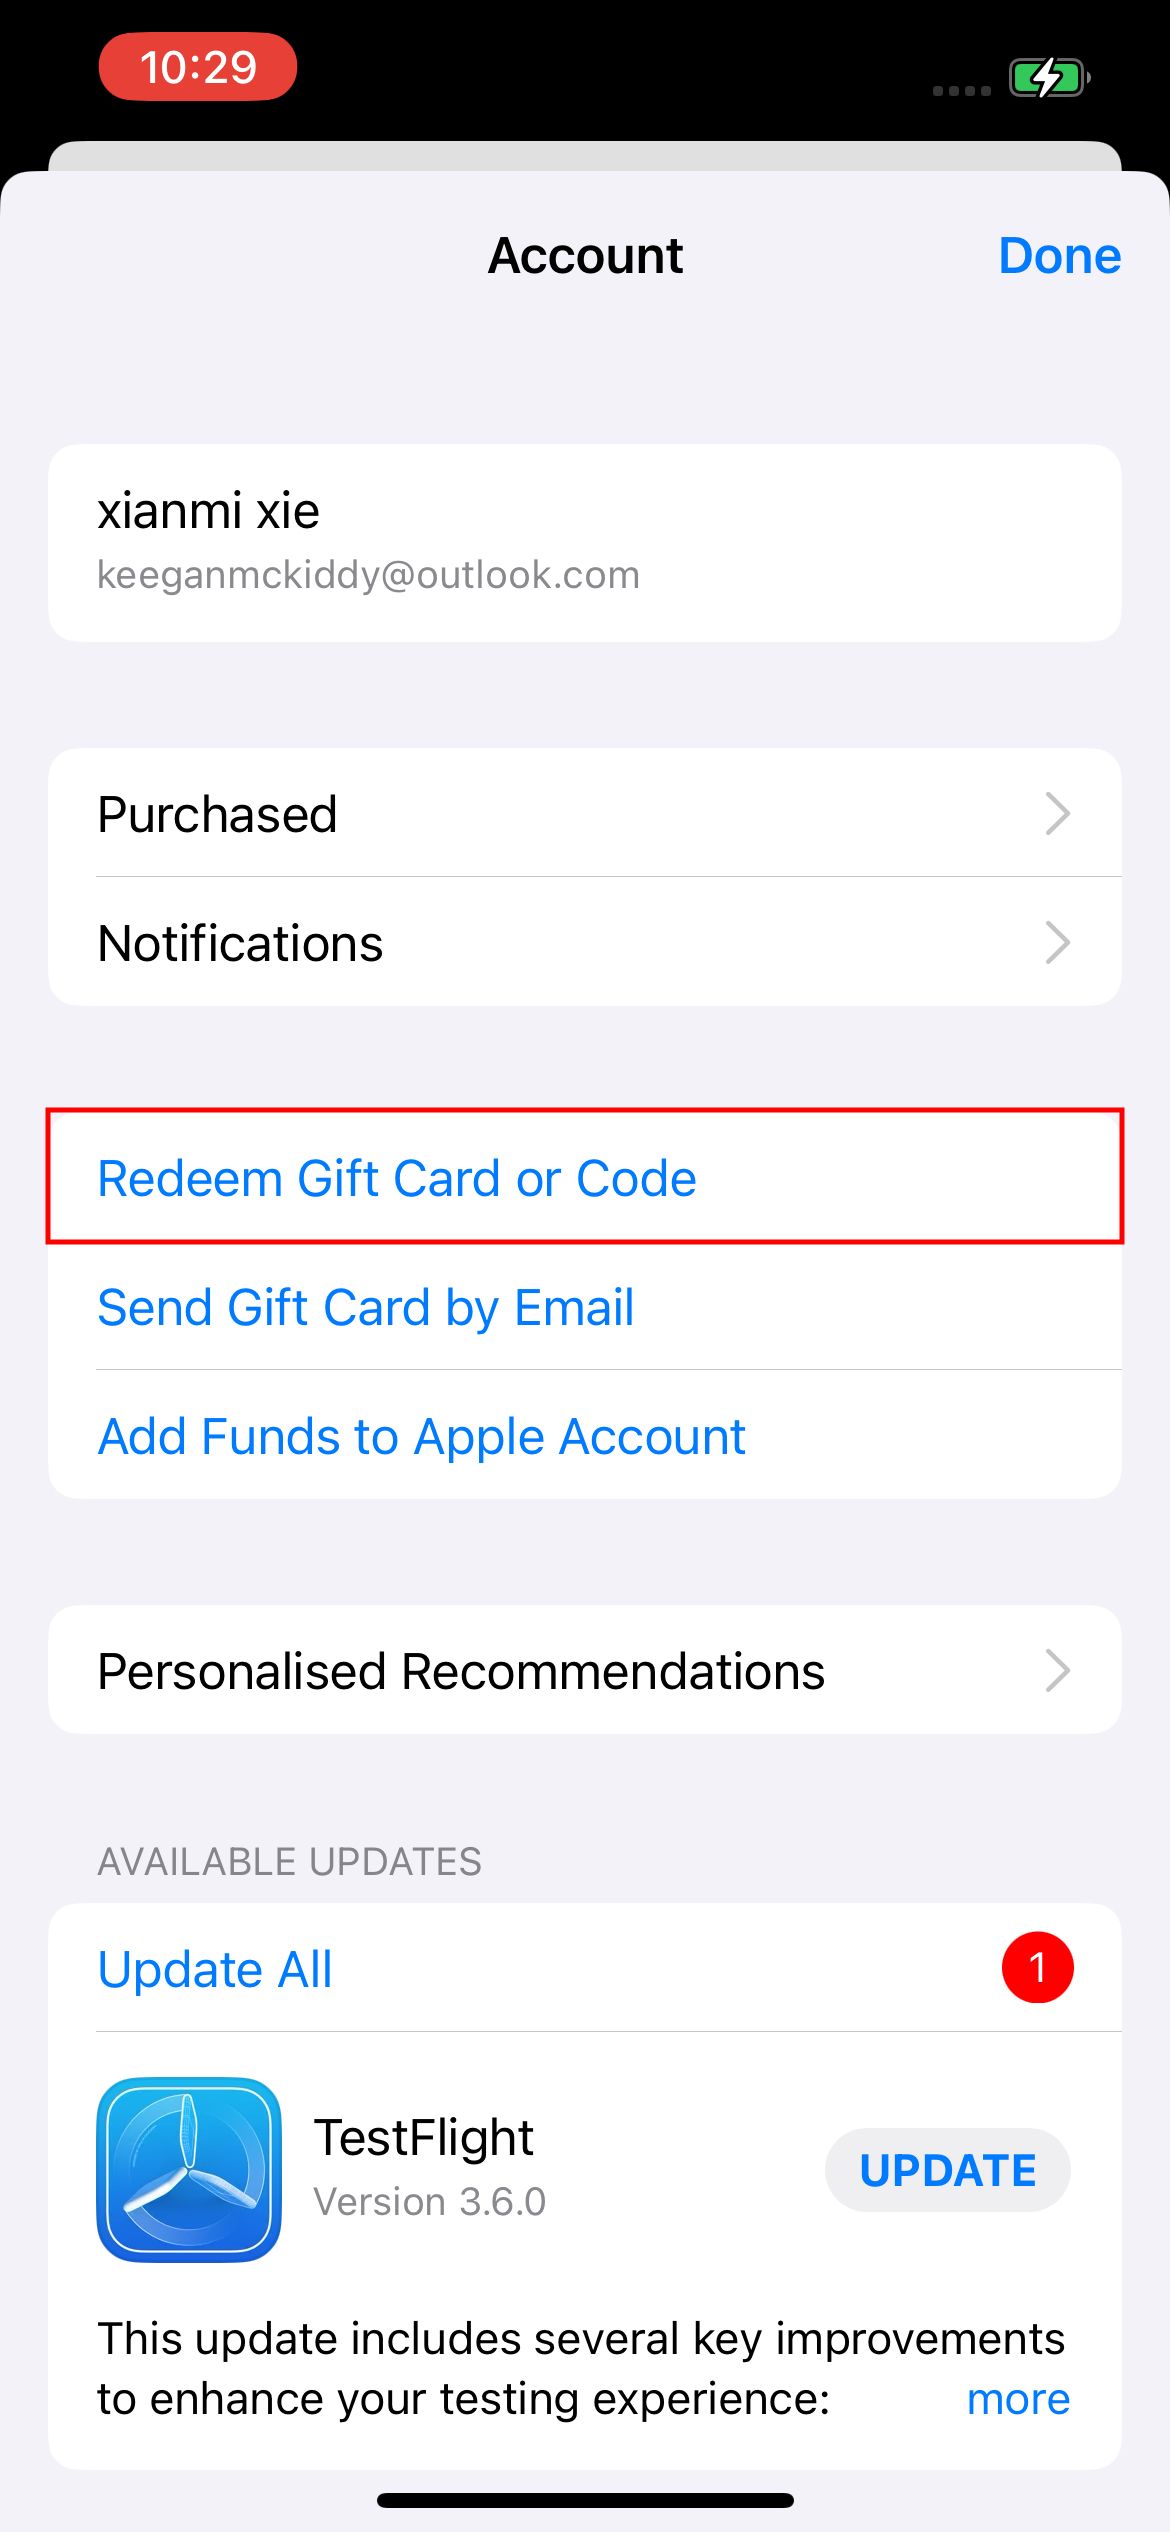 10:29
Account
Done
xianmi xie
keeganmckiddy@outlook.com
Purchased
Notifications
Redeem Gift Card or Code
Send Gift Card by Email
Add Funds to Apple Account
Personalised Recommendations
AVAILABLE UPDATES
Update All
1
TestFlight
Version 3.6.0
UPDATE
This update includes several key improvements
to enhance your testing experience:
more